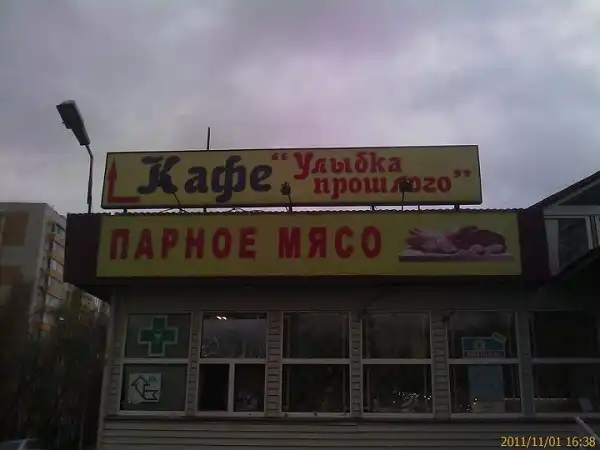 Кафе "Улыбка
прошлого"
ПАРНОЕ МЯСО
2011/11/01 16:38